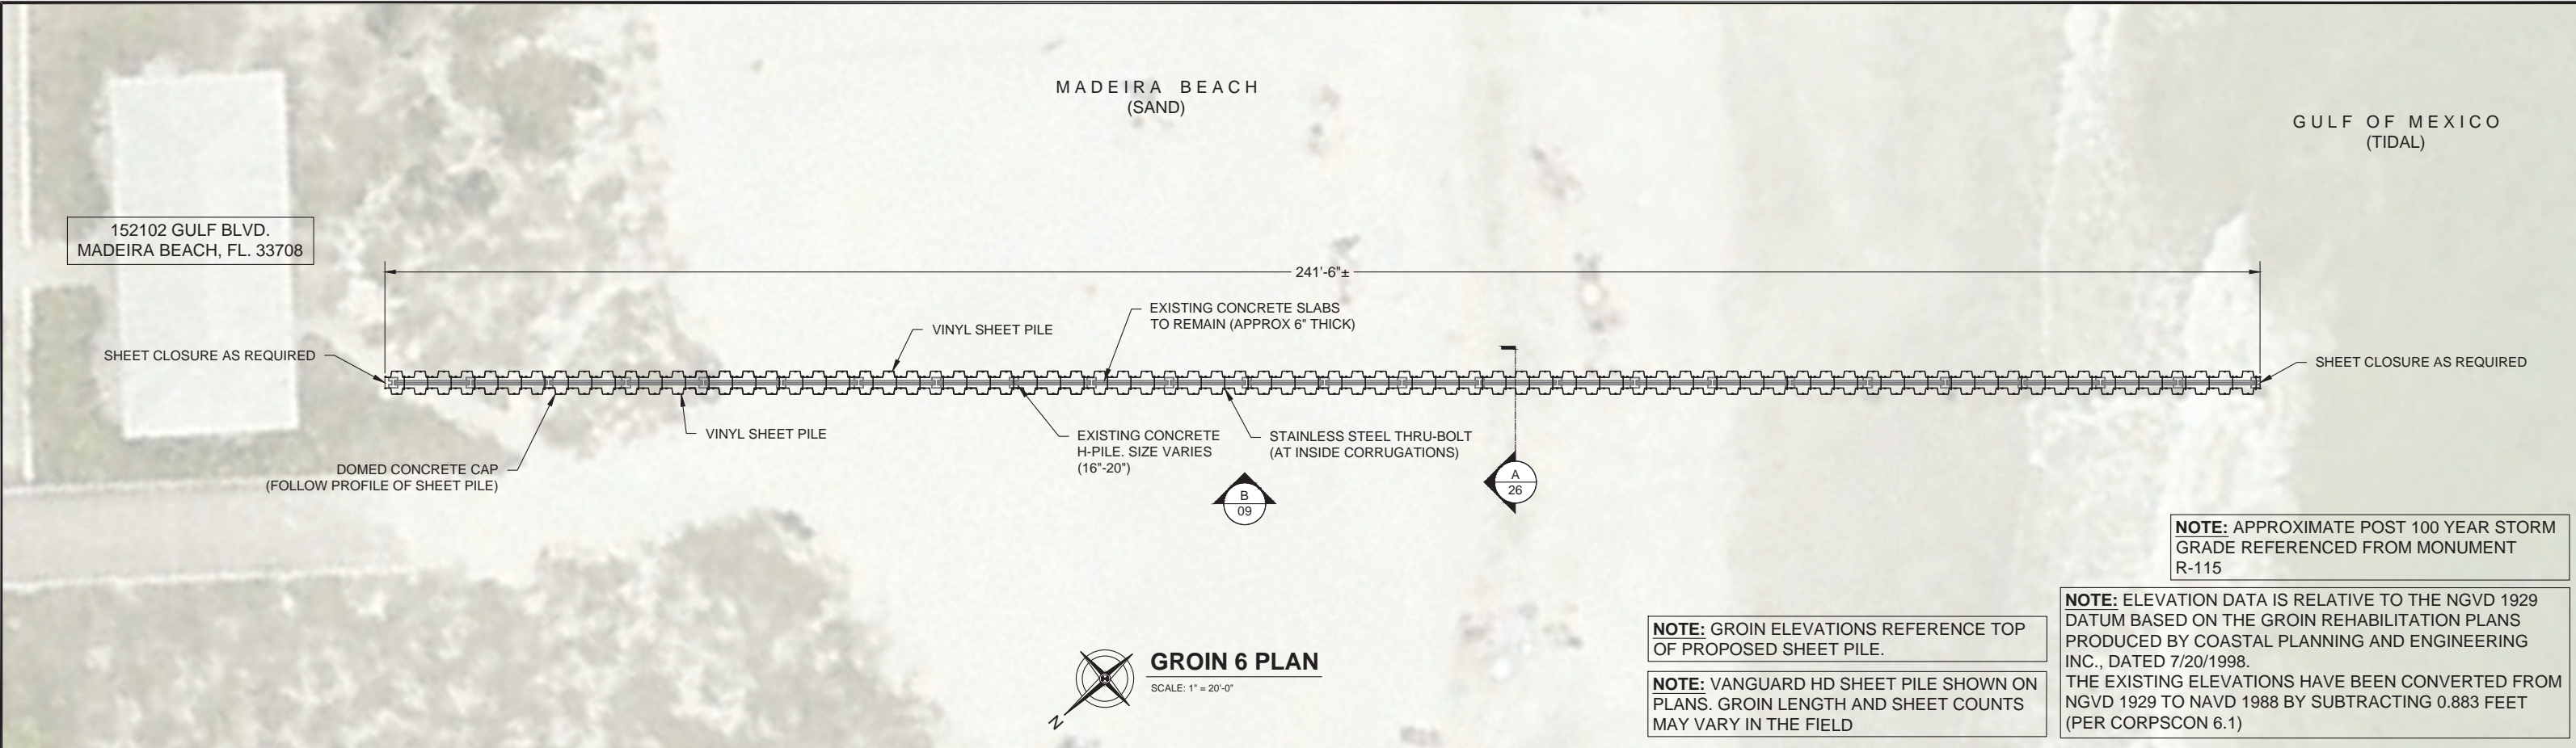 MADEIRA BEACH
(SAND)
GULF OF MEXICO
(TIDAL)
152102 GULF BLVD.
MADEIRA BEACH, FL. 33708
241'-6"±
EXISTING CONCRETE SLABS
TO REMAIN (APPROX 6" THICK)
VINYL SHEET PILE
SHEET CLOSURE AS REQUIRED
SHEET CLOSURE AS REQUIRED
VINYL SHEET PILE
EXISTING CONCRETE
H-PILE. SIZE VARIES
(16"-20")
STAINLESS STEEL THRU-BOLT
(AT INSIDE CORRUGATIONS)
DOMED CONCRETE CAP
(FOLLOW PROFILE OF SHEET PILE)
A
26
B
09
NOTE: APPROXIMATE POST 100 YEAR STORM
GRADE REFERENCED FROM MONUMENT
R-115
NOTE: ELEVATION DATA IS RELATIVE TO THE NGVD 1929
DATUM BASED ON THE GROIN REHABILITATION PLANS
PRODUCED BY COASTAL PLANNING AND ENGINEERING
INC., DATED 7/20/1998.
THE EXISTING ELEVATIONS HAVE BEEN CONVERTED FROM
NGVD 1929 TO NAVD 1988 BY SUBTRACTING 0.883 FEET
(PER CORPSCON 6.1)
NOTE: GROIN ELEVATIONS REFERENCE TOP
OF PROPOSED SHEET PILE.
NOTE: VANGUARD HD SHEET PILE SHOWN ON
PLANS. GROIN LENGTH AND SHEET COUNTS
MAY VARY IN THE FIELD
GROIN 6 PLAN
SCALE: 1" = 20'-0"
N